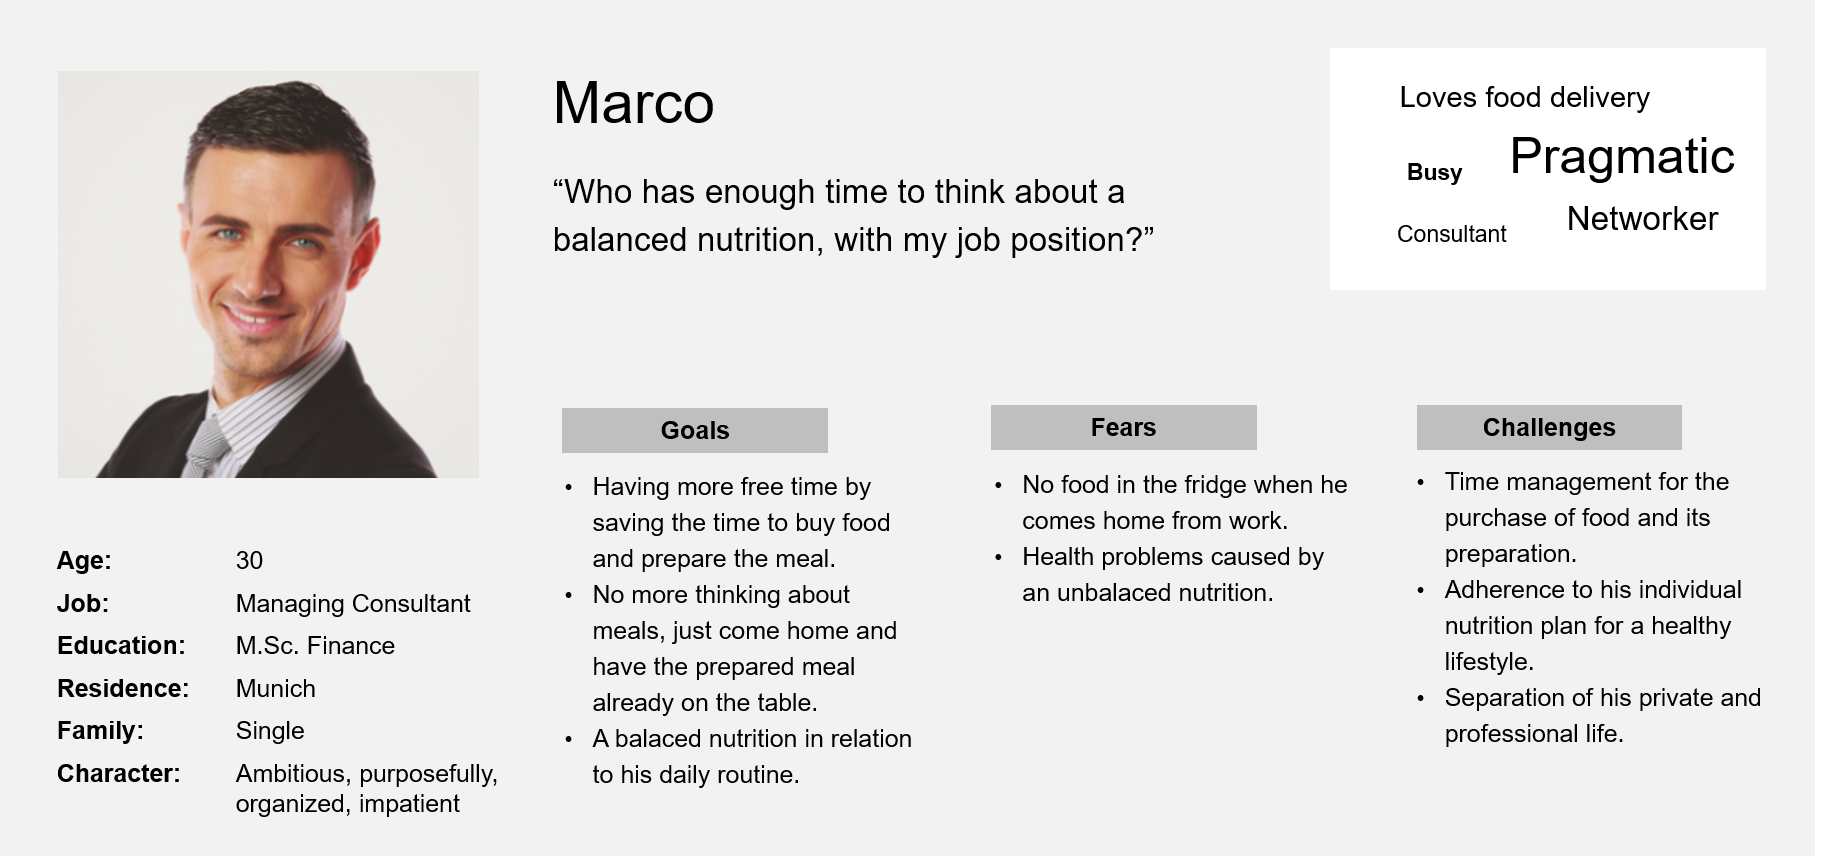 Marco
“Who has enough time to think about a
balanced nutrition, with my job position?”
Loves food delivery
Busy
Pragmatic
Consultant
Networker
Age: 30
Job: Managing Consultant
Education: M.Sc. Finance
Residence: Munich
Family: Single
Character: Ambitious, purposefully,
organized, impatient
Goals
• Having more free time by
saving the time to buy food
and prepare the meal.
• No more thinking about
meals, just come home and
have the prepared meal
already on the table.
• A balaced nutrition in relation
to his daily routine.
Fears
• No food in the fridge when he
comes home from work.
• Health problems caused by
an unbalaced nutrition.
Challenges
• Time management for the
purchase of food and its
preparation.
• Adherence to his individual
nutrition plan for a healthy
lifestyle.
• Separation of his private and
professional life.